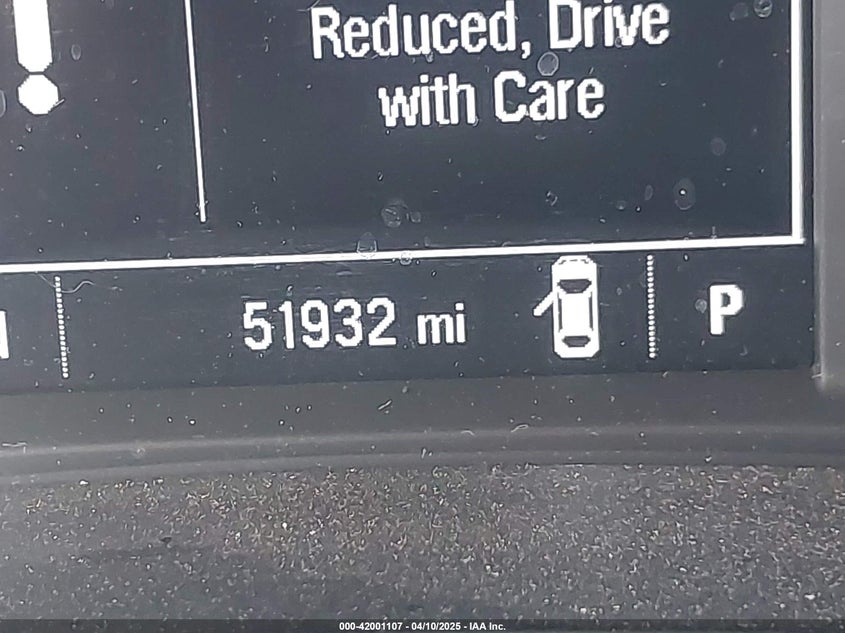 Reduced, Drive
with Care
51932 mi
P
000-42001107 - 04/10/2025 - IAA Inc.